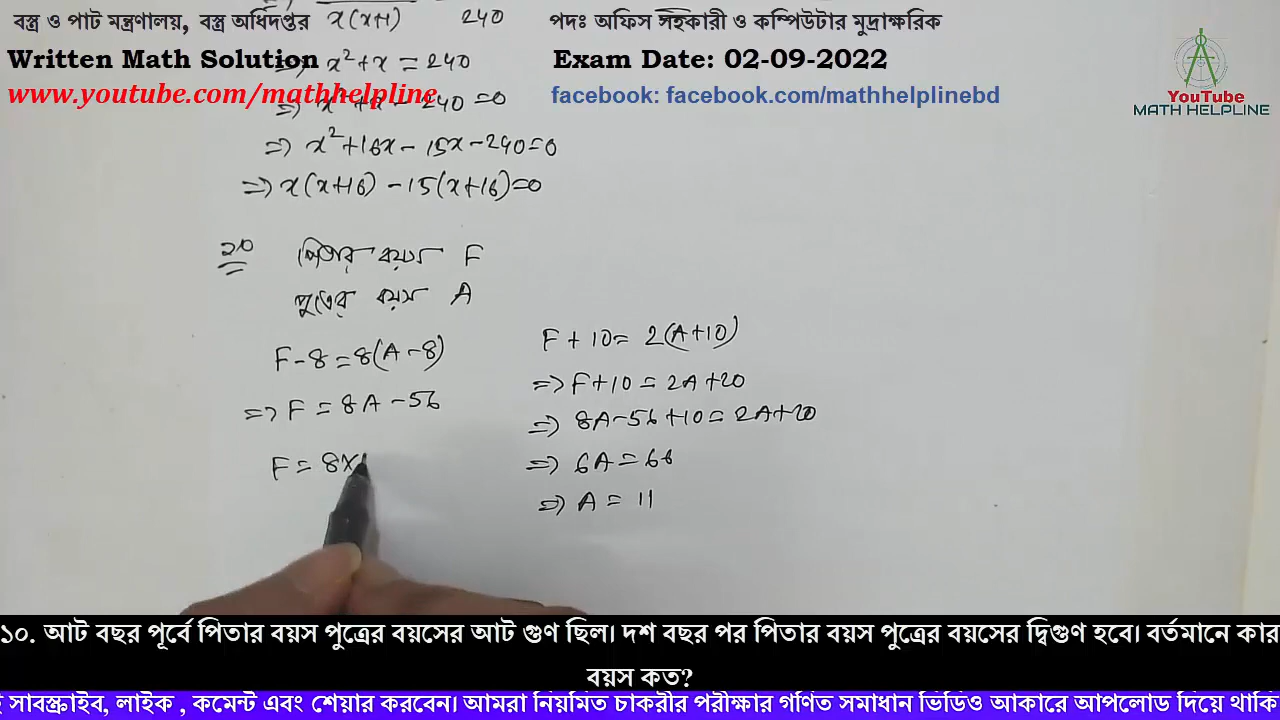 বস্ত্র ও পাট মন্ত্রণালয়, বস্ত্র অধিদপ্তর
x(x+1) 240
পদঃ অফিস সহকারী ও কম্পিউটার মুদ্রাক্ষরিক
Written Math Solution
⇒ x²+x = 240
Exam Date: 02-09-2022
www.youtube.com/mathhelpline
⇒ x²+x - 240 = 0
facebook: facebook.com/mathhelplinebd
YouTube
MATH HELPLINE
⇒ x²+16x - 15x - 240 = 0
⇒ x(x+16) - 15(x+16) = 0
১০
পিতার বয়স F
পুত্রের বয়স A
F - 8 = 8(A - 8)
⇒ F = 8A - 56
F = 8×
F + 10 = 2(A+10)
⇒ F+10 = 2A+20
⇒ 8A - 56 + 10 = 2A + 20
⇒ 6A = 66
⇒ A = 11
১০. আট বছর পূর্বে পিতার বয়স পুত্রের বয়সের আট গুণ ছিল। দশ বছর পর পিতার বয়স পুত্রের বয়সের দ্বিগুণ হবে। বর্তমানে কার
বয়স কত?
সাবস্ক্রাইব, লাইক , কমেন্ট এবং শেয়ার করবেন। আমরা নিয়মিত চাকরীর পরীক্ষার গণিত সমাধান ভিডিও আকারে আপলোড দিয়ে থাকি